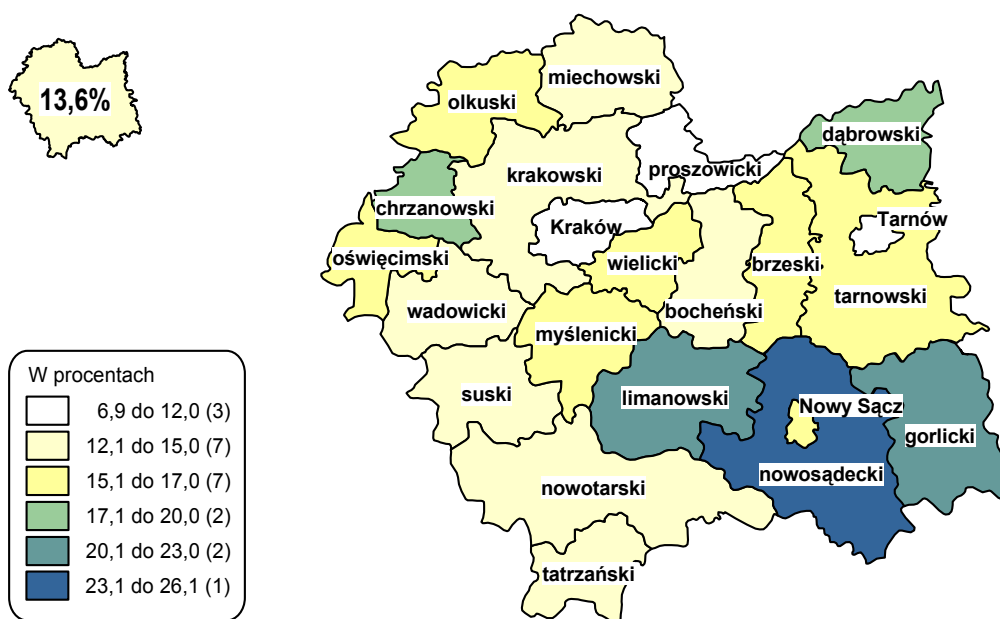 13,6%
miechowski
olkuski
dąbrowski
proszowicki
krakowski
chrzanowski
Kraków
Tarnów
oświęcimski
wielicki
brzeski
tarnowski
wadowicki
bocheński
myślenicki
suski
limanowski
Nowy Sącz
gorlicki
nowosądecki
nowotarski
tatrzański
W procentach
6,9 do 12,0 (3)
12,1 do 15,0 (7)
15,1 do 17,0 (7)
17,1 do 20,0 (2)
20,1 do 23,0 (2)
23,1 do 26,1 (1)